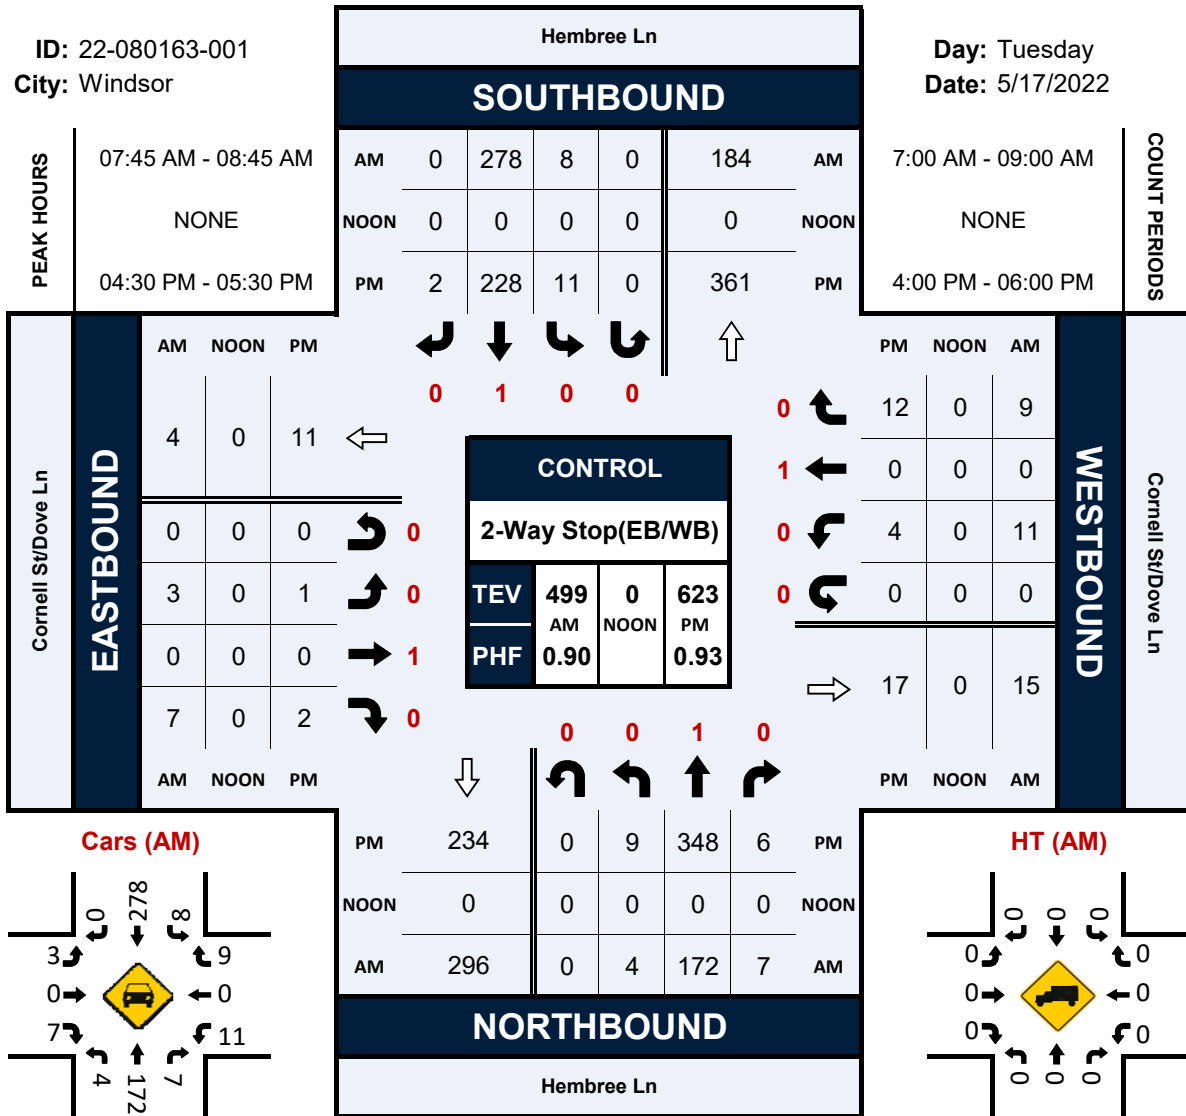 Hembree Ln
ID: 22-080163-001
Day: Tuesday
City: Windsor
Date: 5/17/2022
SOUTHBOUND
PEAK HOURS
07:45 AM - 08:45 AM
NONE
04:30 PM - 05:30 PM
AM 0 278 8 0 184 AM
NOON 0 0 0 0 0 NOON
PM 2 228 11 0 361 PM
7:00 AM - 09:00 AM
NONE
4:00 PM - 06:00 PM
COUNT PERIODS
0 1 0 0
Cornell St/Dove Ln
EASTBOUND
AM NOON PM
4 0 11
0 0 0 0
3 0 1 0
0 0 0 1
7 0 2 0
AM NOON PM
CONTROL
2-Way Stop(EB/WB)
TEV 499 0 623
AM NOON PM
PHF 0.90 0.93
PM NOON AM
0 12 0 9
1 0 0 0
0 4 0 11
0 0 0 0
17 0 15
PM NOON AM
WESTBOUND
Cornell St/Dove Ln
0 0 1 0
PM 234 0 9 348 6 PM
NOON 0 0 0 0 0 NOON
AM 296 0 4 172 7 AM
NORTHBOUND
Hembree Ln
Cars (AM)
0 278 8
3 9
0 0
7 11
4 172 7
HT (AM)
0 0 0
0 0
0 0
0 0
0 0 0